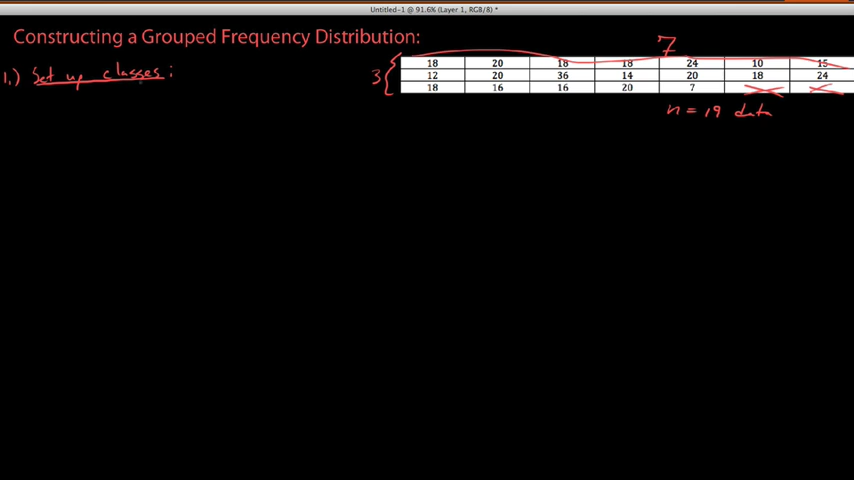 Untitled-1 @ 91.6% (Layer 1, RGB/8) *
Constructing a Grouped Frequency Distribution:
7
1.) Set up classes:
3
18 20 18 18 24 10 15
12 20 36 14 20 18 24
18 16 16 20 7
n = 19 data